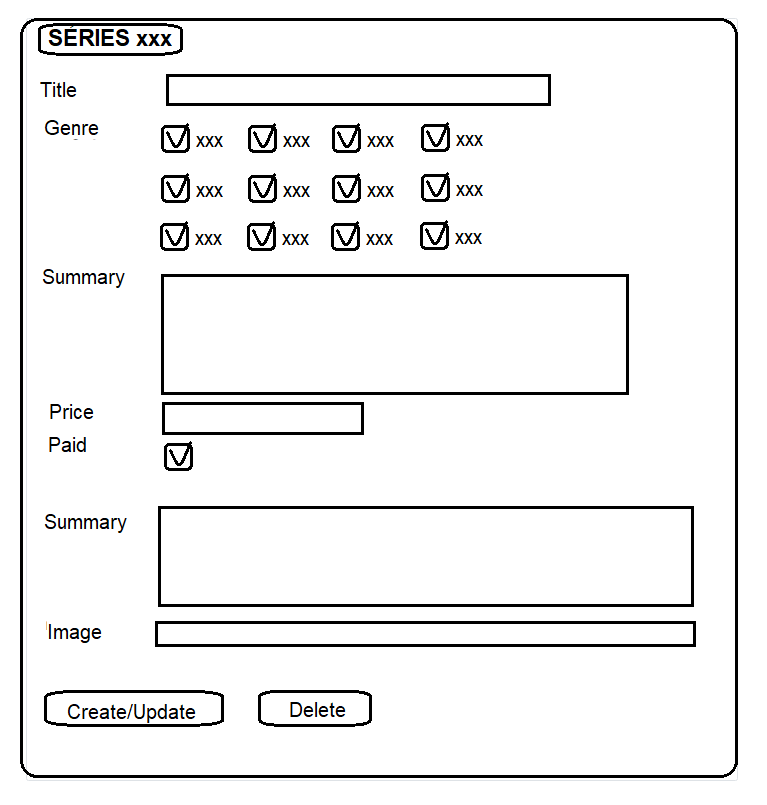 SÉRIES xxx
Title
Genre
xxx xxx xxx xxx
xxx xxx xxx xxx
xxx xxx xxx xxx
Summary
Price
Paid
Summary
Image
Create/Update Delete